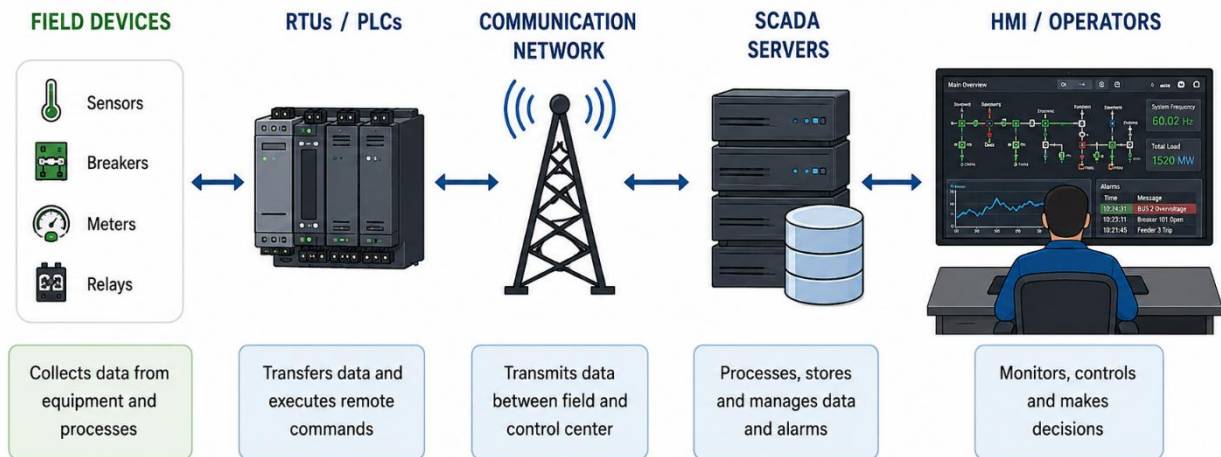 FIELD DEVICES
Sensors
Breakers
Meters
Relays
Collects data from
equipment and
processes
RTUs / PLCs
Transfers data and
executes remote
commands
COMMUNICATION
NETWORK
Transmits data
between field and
control center
SCADA
SERVERS
Processes, stores
and manages data
and alarms
HMI / OPERATORS
Main Overview
System Frequency
60.02 Hz
Total Load
1520 MW
Alarms
Time Message
10:24:31 BUS 2 Overvoltage
10:23:11 Breaker 101 Open
10:21:45 Feeder 3 Trip
Monitors, controls
and makes
decisions